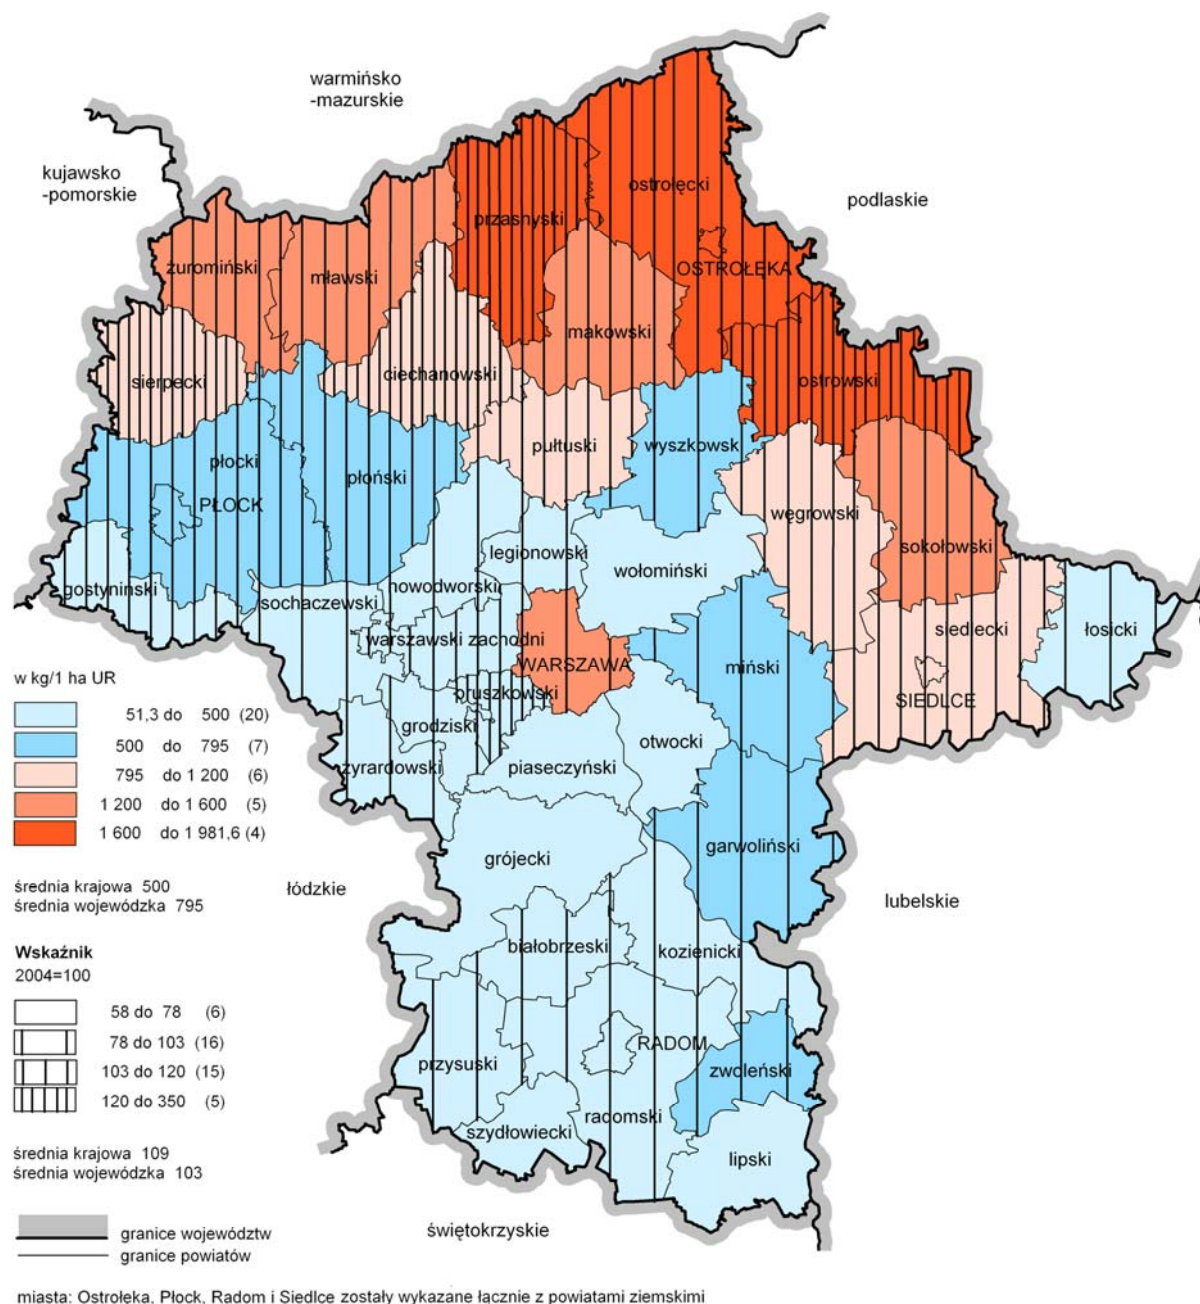 warmińsko
-mazurskie
kujawsko
-pomorskie
podlaskie
ostrołęcki
przasnyski
OSTROŁĘKA
żuromiński
mławski
makowski
sierpecki
ciechanowski
ostrowski
płocki
płoński
pułtuski
wyszkowsk
PŁOCK
węgrowski
sokołowski
legionowski
wołomiński
gostyniński
nowodworski
sochaczewski
warszawski zachodni
siedlecki
łosicki
WARSZAWA
miński
pruszkowski
SIEDLCE
grodziski
otwocki
żyrardowski
piaseczyński
w kg/1 ha UR
51,3 do 500 (20)
500 do 795 (7)
795 do 1 200 (6)
1 200 do 1 600 (5)
1 600 do 1 981,6 (4)
garwoliński
grójecki
łódzkie
lubelskie
średnia krajowa 500
średnia wojewódzka 795
białobrzeski
kozienicki
Wskaźnik
2004=100
58 do 78 (6)
78 do 103 (16)
103 do 120 (15)
120 do 350 (5)
RADOM
przysuski
zwoleński
radomski
szydłowiecki
lipski
średnia krajowa 109
średnia wojewódzka 103
świętokrzyskie
granice województw
granice powiatów
miasta: Ostrołęka, Płock, Radom i Siedlce zostały wykazane łącznie z powiatami ziemskimi